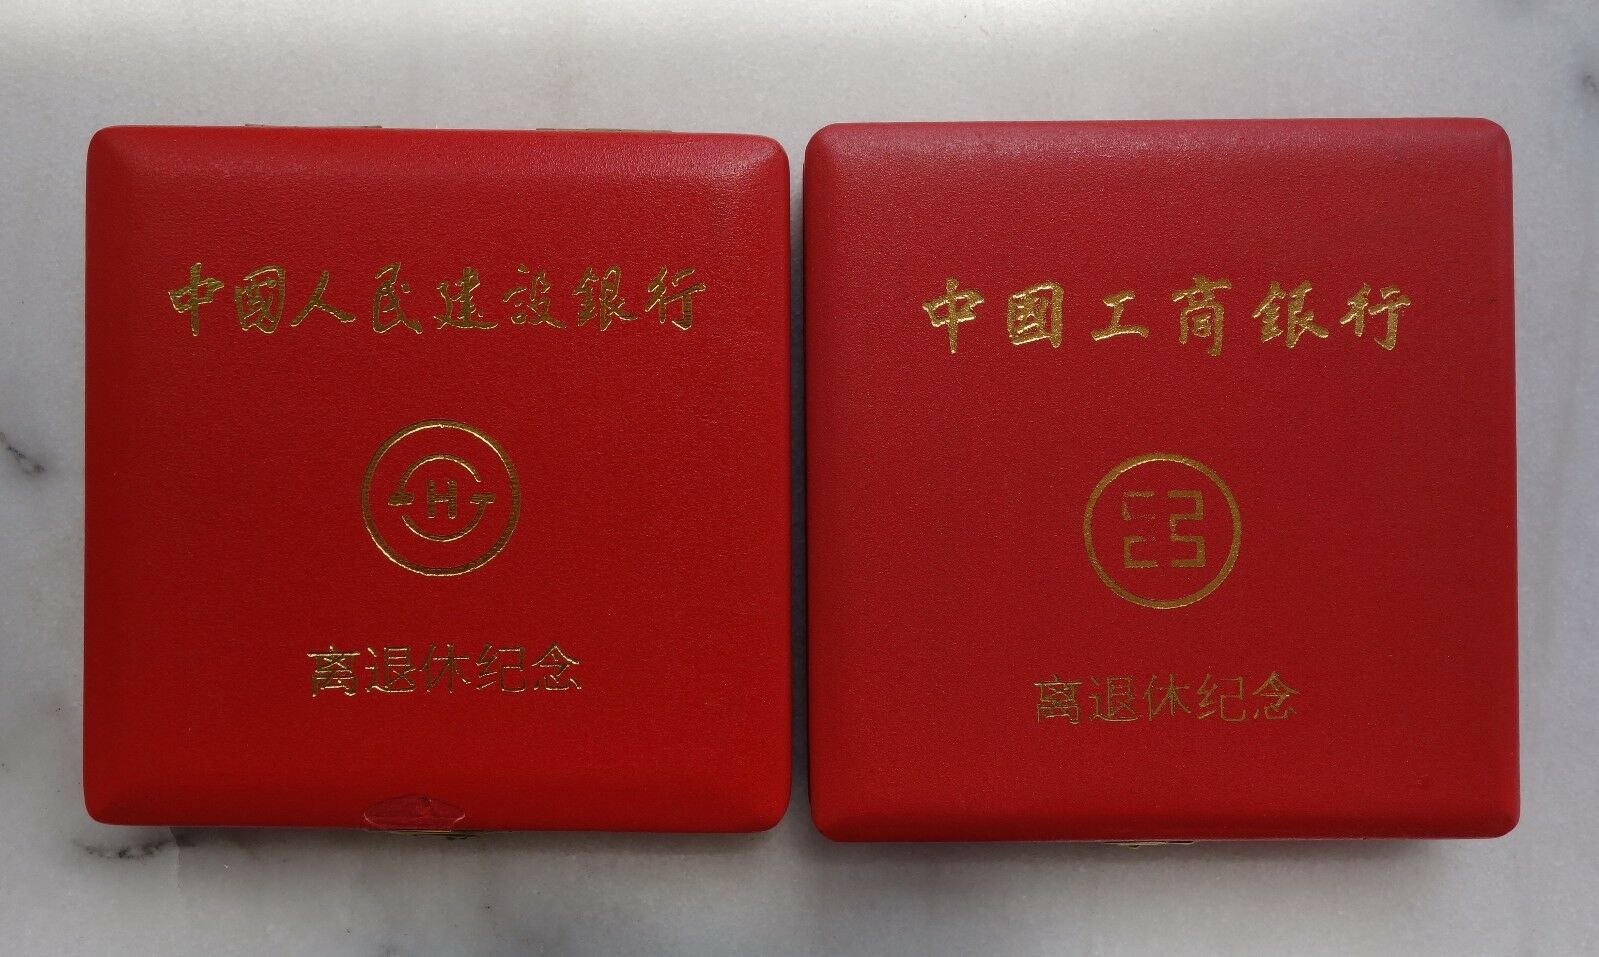 中國人民建設銀行
H
离退休纪念
中国工商銀行
离退休纪念